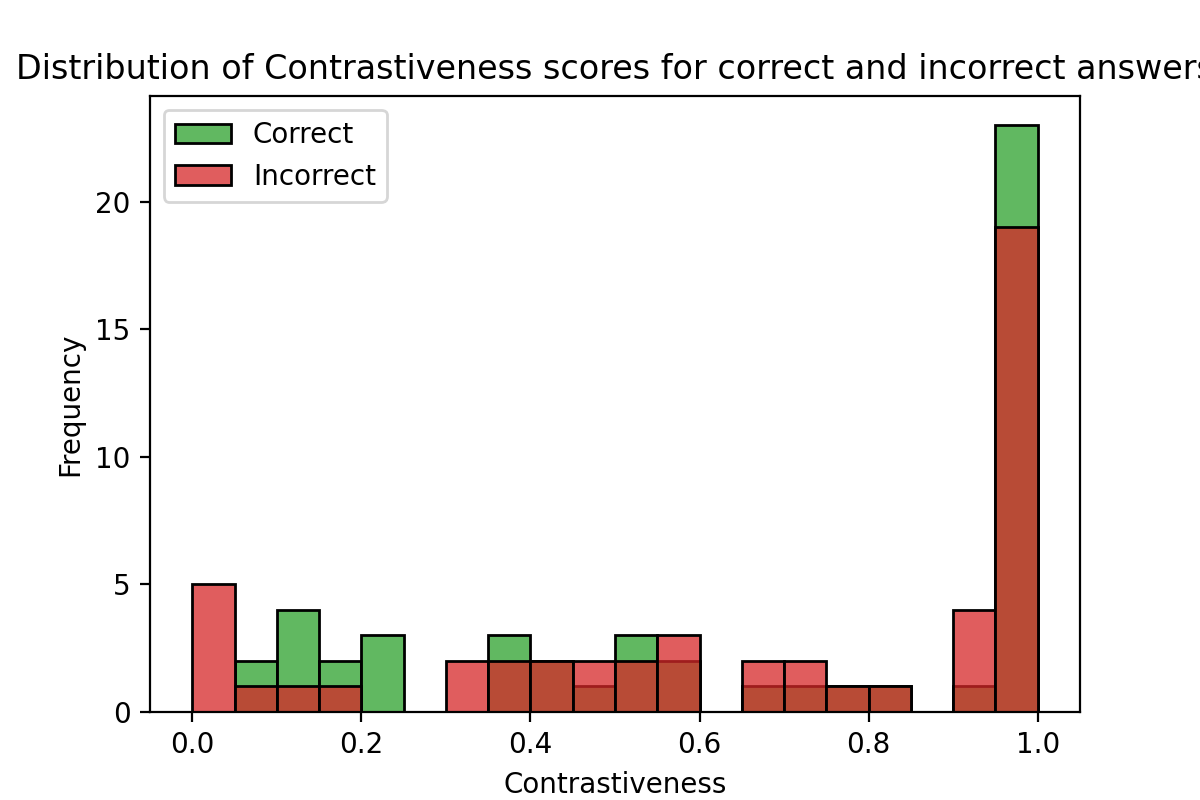 Distribution of Contrastiveness scores for correct and incorrect answers
Correct
Incorrect
Frequency
20
15
10
5
0
0.0 0.2 0.4 0.6 0.8 1.0
Contrastiveness